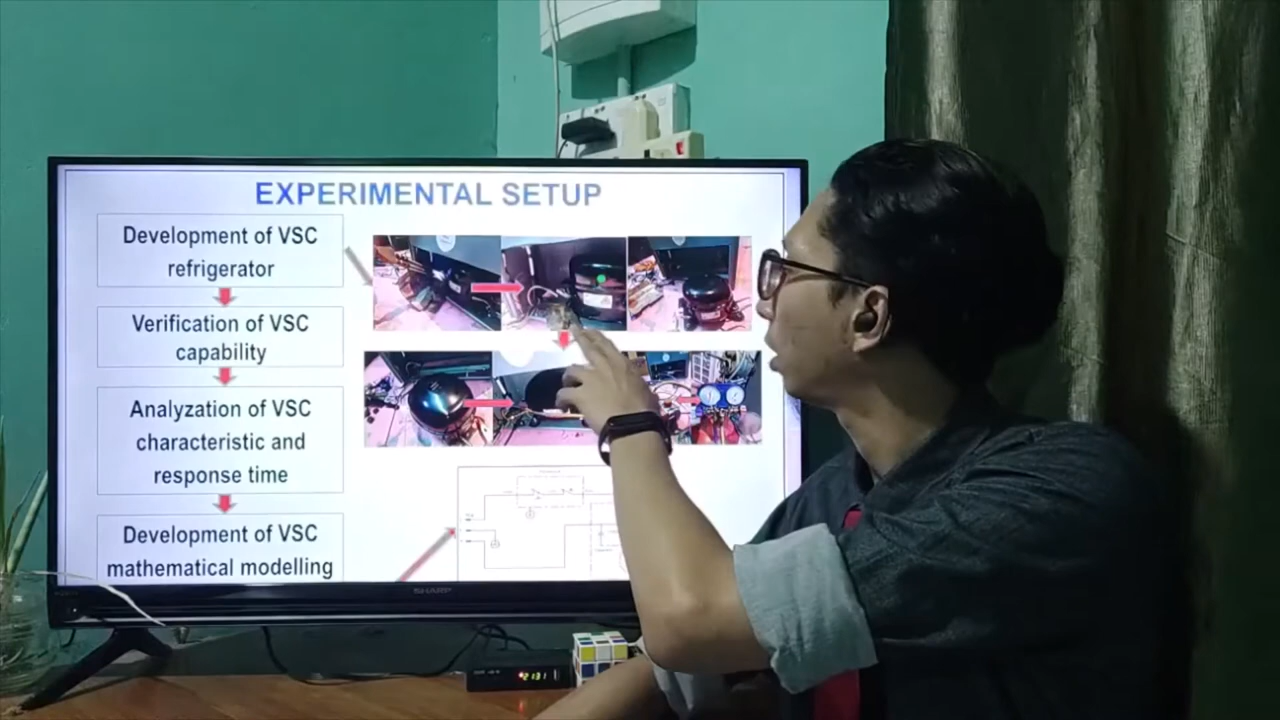 EXPERIMENTAL SETUP
Development of VSC
refrigerator
Verification of VSC
capability
Analyzation of VSC
characteristic and
response time
Development of VSC
mathematical modelling
SHARP
2131